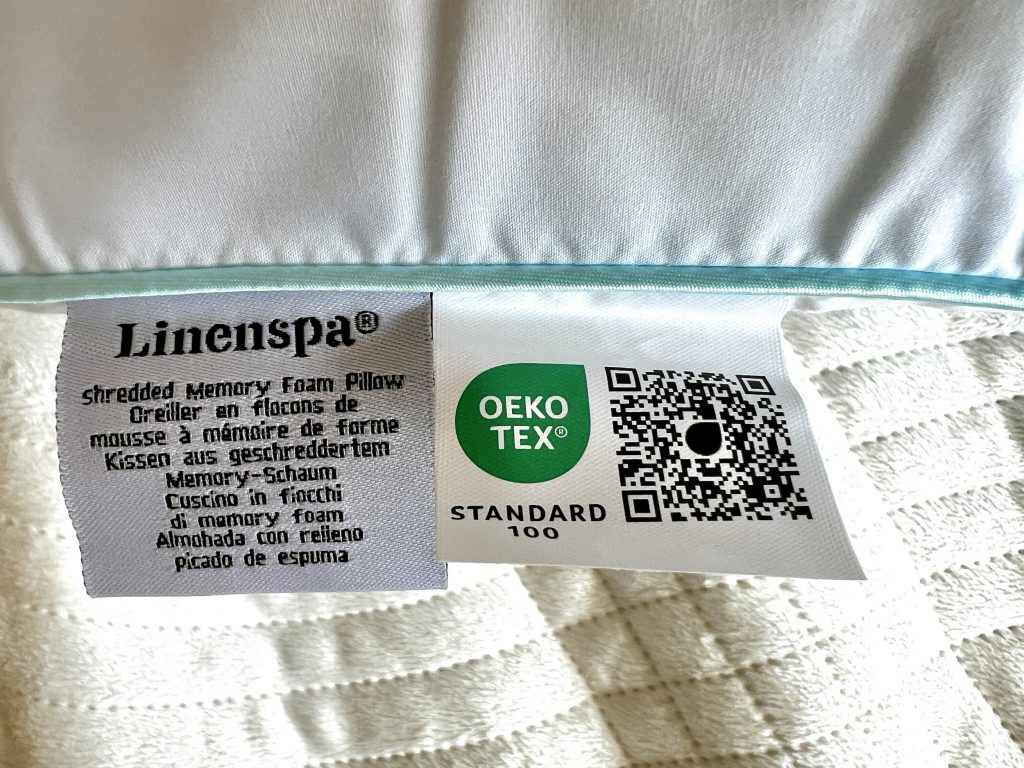 Linenspa®
shredded Memory Foam Pillow
Oreiller en flocons de
mousse à mémoire de forme
Kissen aus geschreddertem
Memory-Schaum
Cuscino in fiocchi
di memory foam
Almohada con relleno
picado de espuma
OEKO
TEX®
STANDARD
100